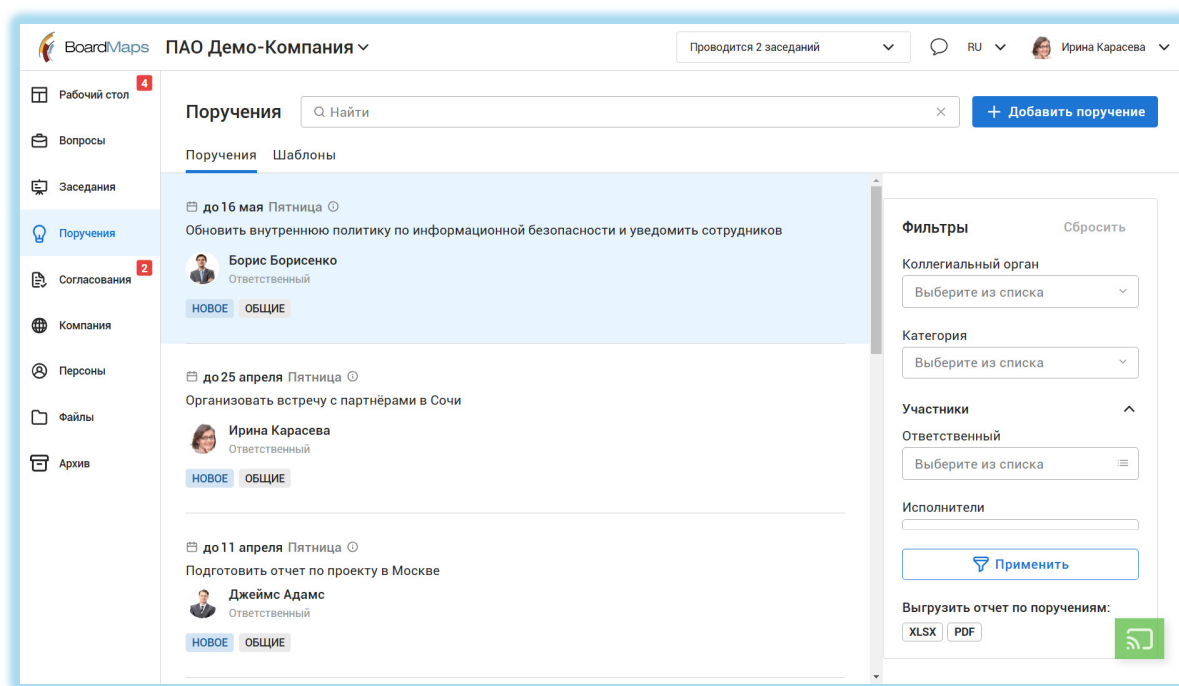 BoardMaps ПАО Демо-Компания Проводится 2 заседаний RU Ирина Карасева
Рабочий стол 4
Вопросы
Заседания
Поручения
Согласования 2
Компания
Персоны
Файлы
Архив
Поручения Найти + Добавить поручение
Поручения Шаблоны
до 16 мая Пятница
Обновить внутреннюю политику по информационной безопасности и уведомить сотрудников
Борис Борисенко
Ответственный
НОВОЕ ОБЩИЕ
до 25 апреля Пятница
Организовать встречу с партнёрами в Сочи
Ирина Карасева
Ответственный
НОВОЕ ОБЩИЕ
до 11 апреля Пятница
Подготовить отчет по проекту в Москве
Джеймс Адамс
Ответственный
НОВОЕ ОБЩИЕ
Фильтры Сбросить
Коллегиальный орган
Выберите из списка
Категория
Выберите из списка
Участники
Ответственный
Выберите из списка
Исполнители
Применить
Выгрузить отчет по поручениям:
XLSX PDF